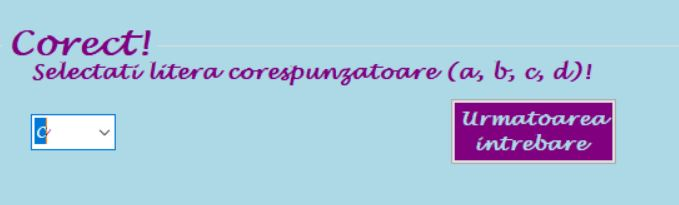 Corect!
Selectati litera corespunzatoare (a, b, c, d)!
c
Urmatoarea
intrebare